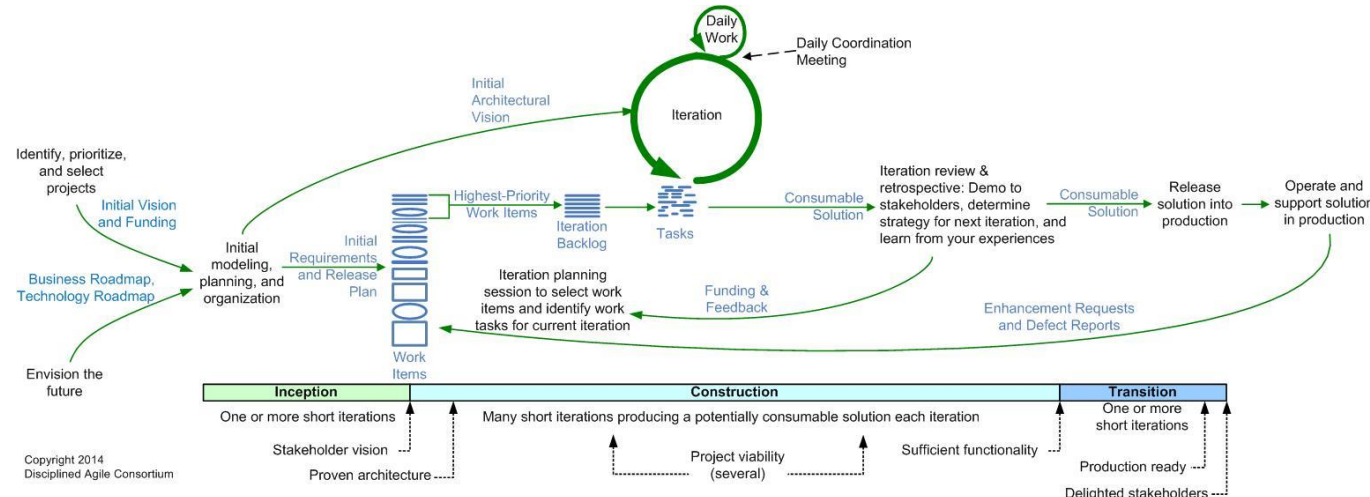 Daily
Work
Daily Coordination
Meeting
Initial
Architectural
Vision
Iteration
Identify, prioritize,
and select
projects
Initial Vision
and Funding
Highest-Priority
Work Items
Iteration
Backlog
Tasks
Consumable
Solution
Iteration review &
retrospective: Demo to
stakeholders, determine
strategy for next iteration, and
learn from your experiences
Consumable
Solution
Release
solution into
production
Operate and
support solution
in production
Initial
modeling,
planning, and
organization
Initial
Requirements
and Release
Plan
Business Roadmap,
Technology Roadmap
Iteration planning
session to select work
items and identify work
tasks for current iteration
Funding &
Feedback
Enhancement Requests
and Defect Reports
Work
Items
Envision the
future
Inception
Construction
Transition
One or more short iterations
Many short iterations producing a potentially consumable solution each iteration
One or more
short iterations
Stakeholder vision
Proven architecture
Project viability
(several)
Sufficient functionality
Production ready
Delighted stakeholders
Copyright 2014
Disciplined Agile Consortium